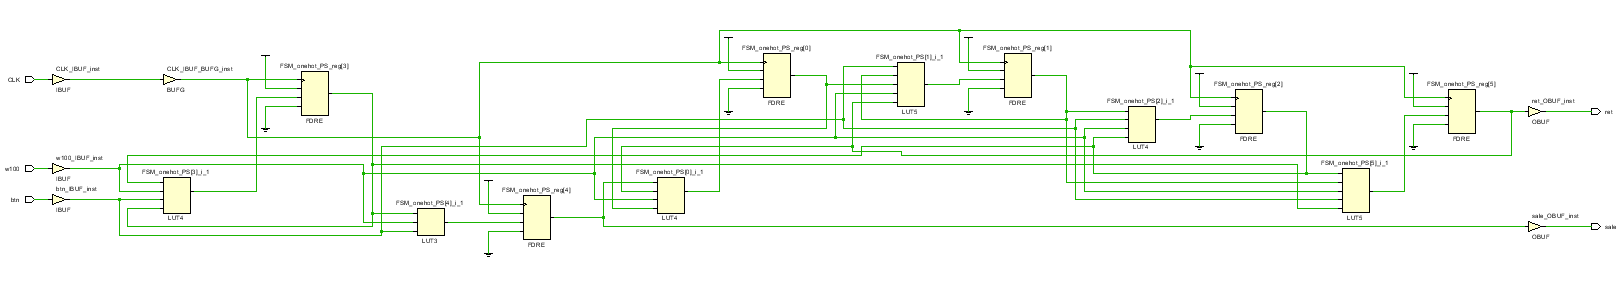 FSM_onehot_PS_reg[0]
FSM_onehot_PS_reg[1]
FSM_onehot_PS[1]_i_1
FSM_onehot_PS_reg[3]
CLK_IBUF_inst
CLK_IBUF_BUFG_inst
CLK
IBUF
BUFG
FSM_onehot_PS_reg[2]
FSM_onehot_PS_reg[5]
FDRE
FDRE
LUT5
FSM_onehot_PS[2]_i_1
ret_OBUF_inst
ret
FDRE
OBUF
FDRE
FDRE
LUT4
w100_IBUF_inst
w100
FSM_onehot_PS[5]_i_1
IBUF
FSM_onehot_PS[3]_i_1
FSM_onehot_PS[0]_i_1
btn_IBUF_inst
FSM_onehot_PS_reg[4]
btn
IBUF
FSM_onehot_PS[4]_i_1
LUT4
LUT4
LUT5
sale_OBUF_inst
sale
LUT3
FDRE
OBUF